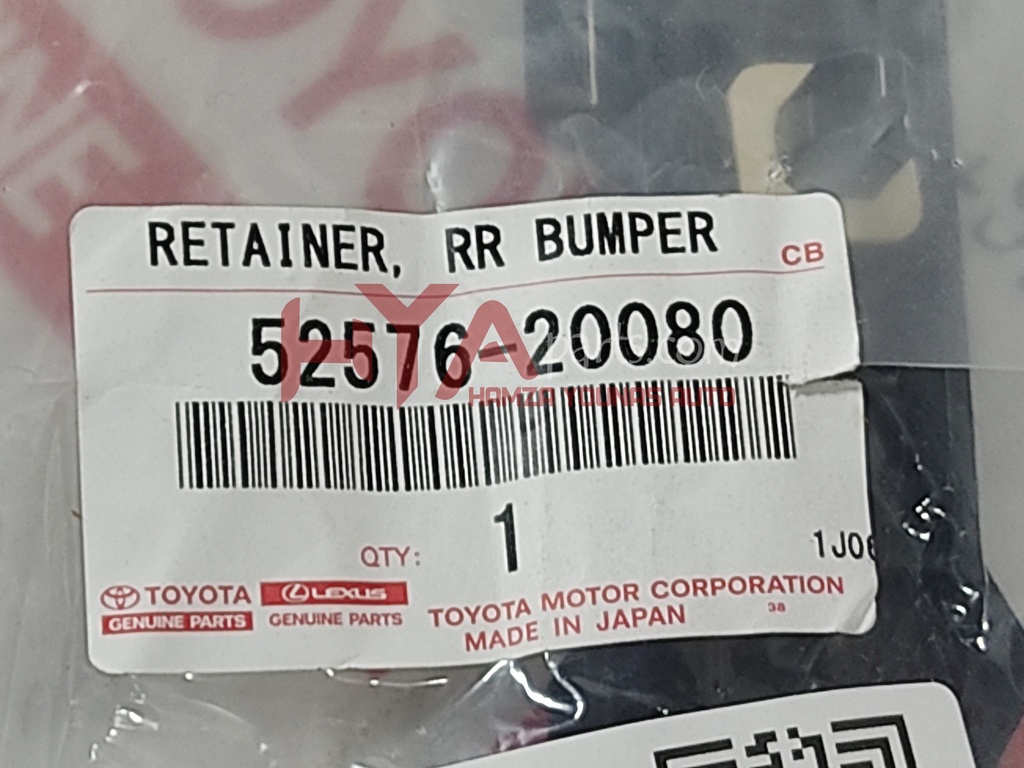 RETAINER, RR BUMPER
CB
52576-20080
HYA
HAMZA YOUNAS AUTO
QTY: 1
1J06
TOYOTA
GENUINE PARTS
LEXUS
GENUINE PARTS
TOYOTA MOTOR CORPORATION
MADE IN JAPAN
38